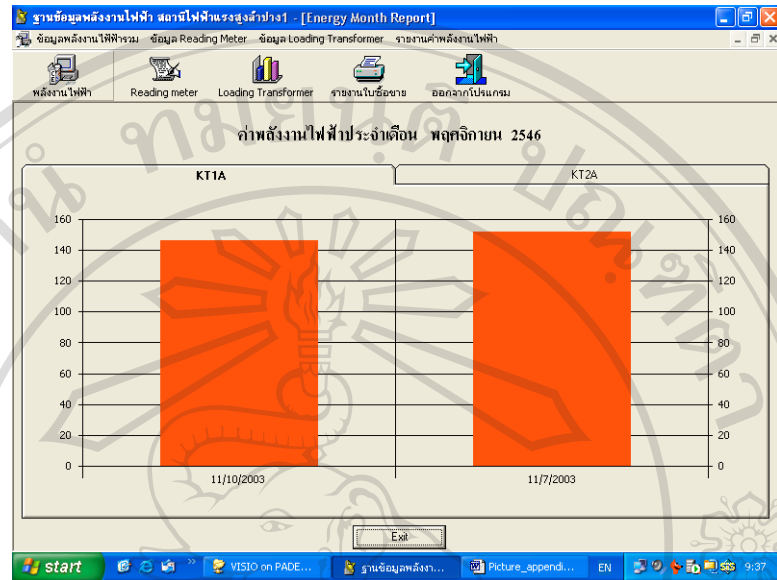 ฐานข้อมูลพลังงานไฟฟ้า สถานีไฟฟ้าแรงสูงลำปาง1 - [Energy Month Report]
ข้อมูลพลังงานไฟ้ฟ้ารวม ข้อมูล Reading Meter ข้อมูล Loading Transformer รายงานค่าพลังงานไฟฟ้า
พลังงานไฟฟ้า Reading meter Loading Transformer รายงานใบซื้อขาย ออกจากโปรแกรม
ค่าพลังงานไฟฟ้าประจำเดือน พฤศจิกายน 2546
KT1A KT2A
160 160
140 140
120 120
100 100
80 80
60 60
40 40
20 20
0 0
11/10/2003 11/7/2003
Exit
start VISIO on PADE... ฐานข้อมูลพลังงา... Picture_appendi... EN 9:37